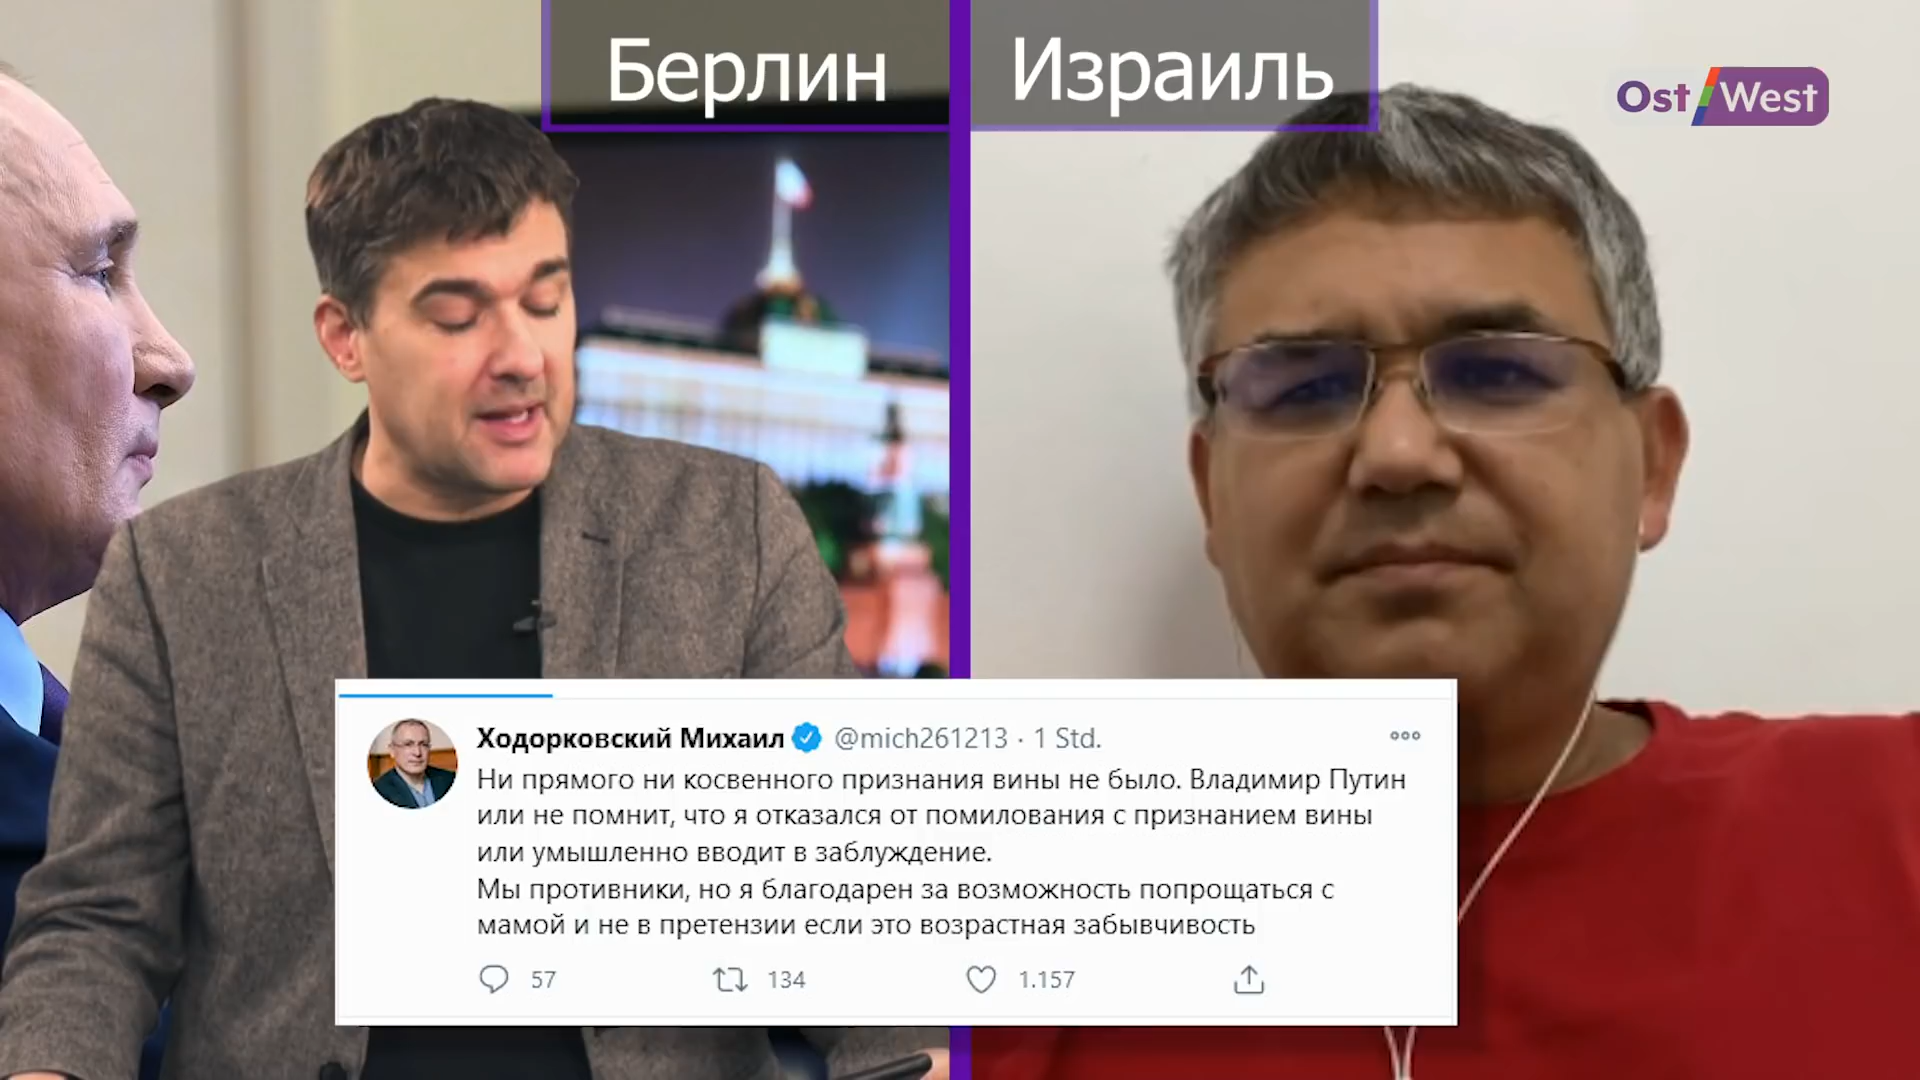 Берлин
Израиль
Ost/West
Ходорковский Михаил @mich261213 · 1 Std.
Ни прямого ни косвенного признания вины не было. Владимир Путин
или не помнит, что я отказался от помилования с признанием вины
или умышленно вводит в заблуждение.
Мы противники, но я благодарен за возможность попрощаться с
мамой и не в претензии если это возрастная забывчивость
57
134
1.157